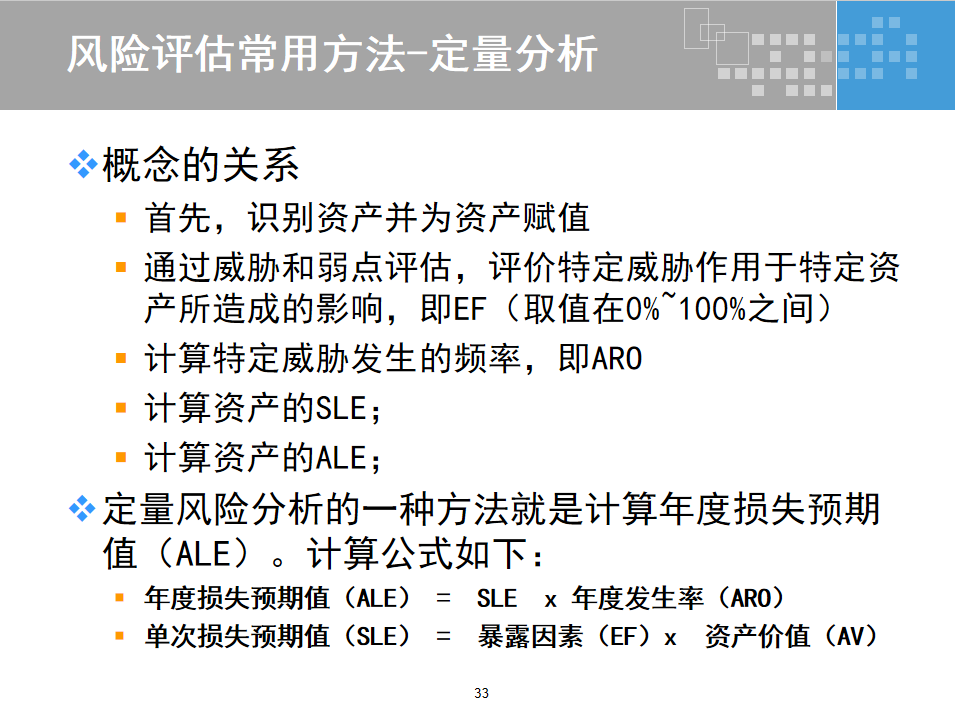 风险评估常用方法-定量分析
概念的关系
首先，识别资产并为资产赋值
通过威胁和弱点评估，评价特定威胁作用于特定资
产所造成的影响，即EF（取值在0%~100%之间）
计算特定威胁发生的频率，即ARO
计算资产的SLE；
计算资产的ALE；
定量风险分析的一种方法就是计算年度损失预期
值（ALE）。计算公式如下：
年度损失预期值（ALE） = SLE x 年度发生率（ARO）
单次损失预期值（SLE） = 暴露因素（EF）x 资产价值（AV）
33